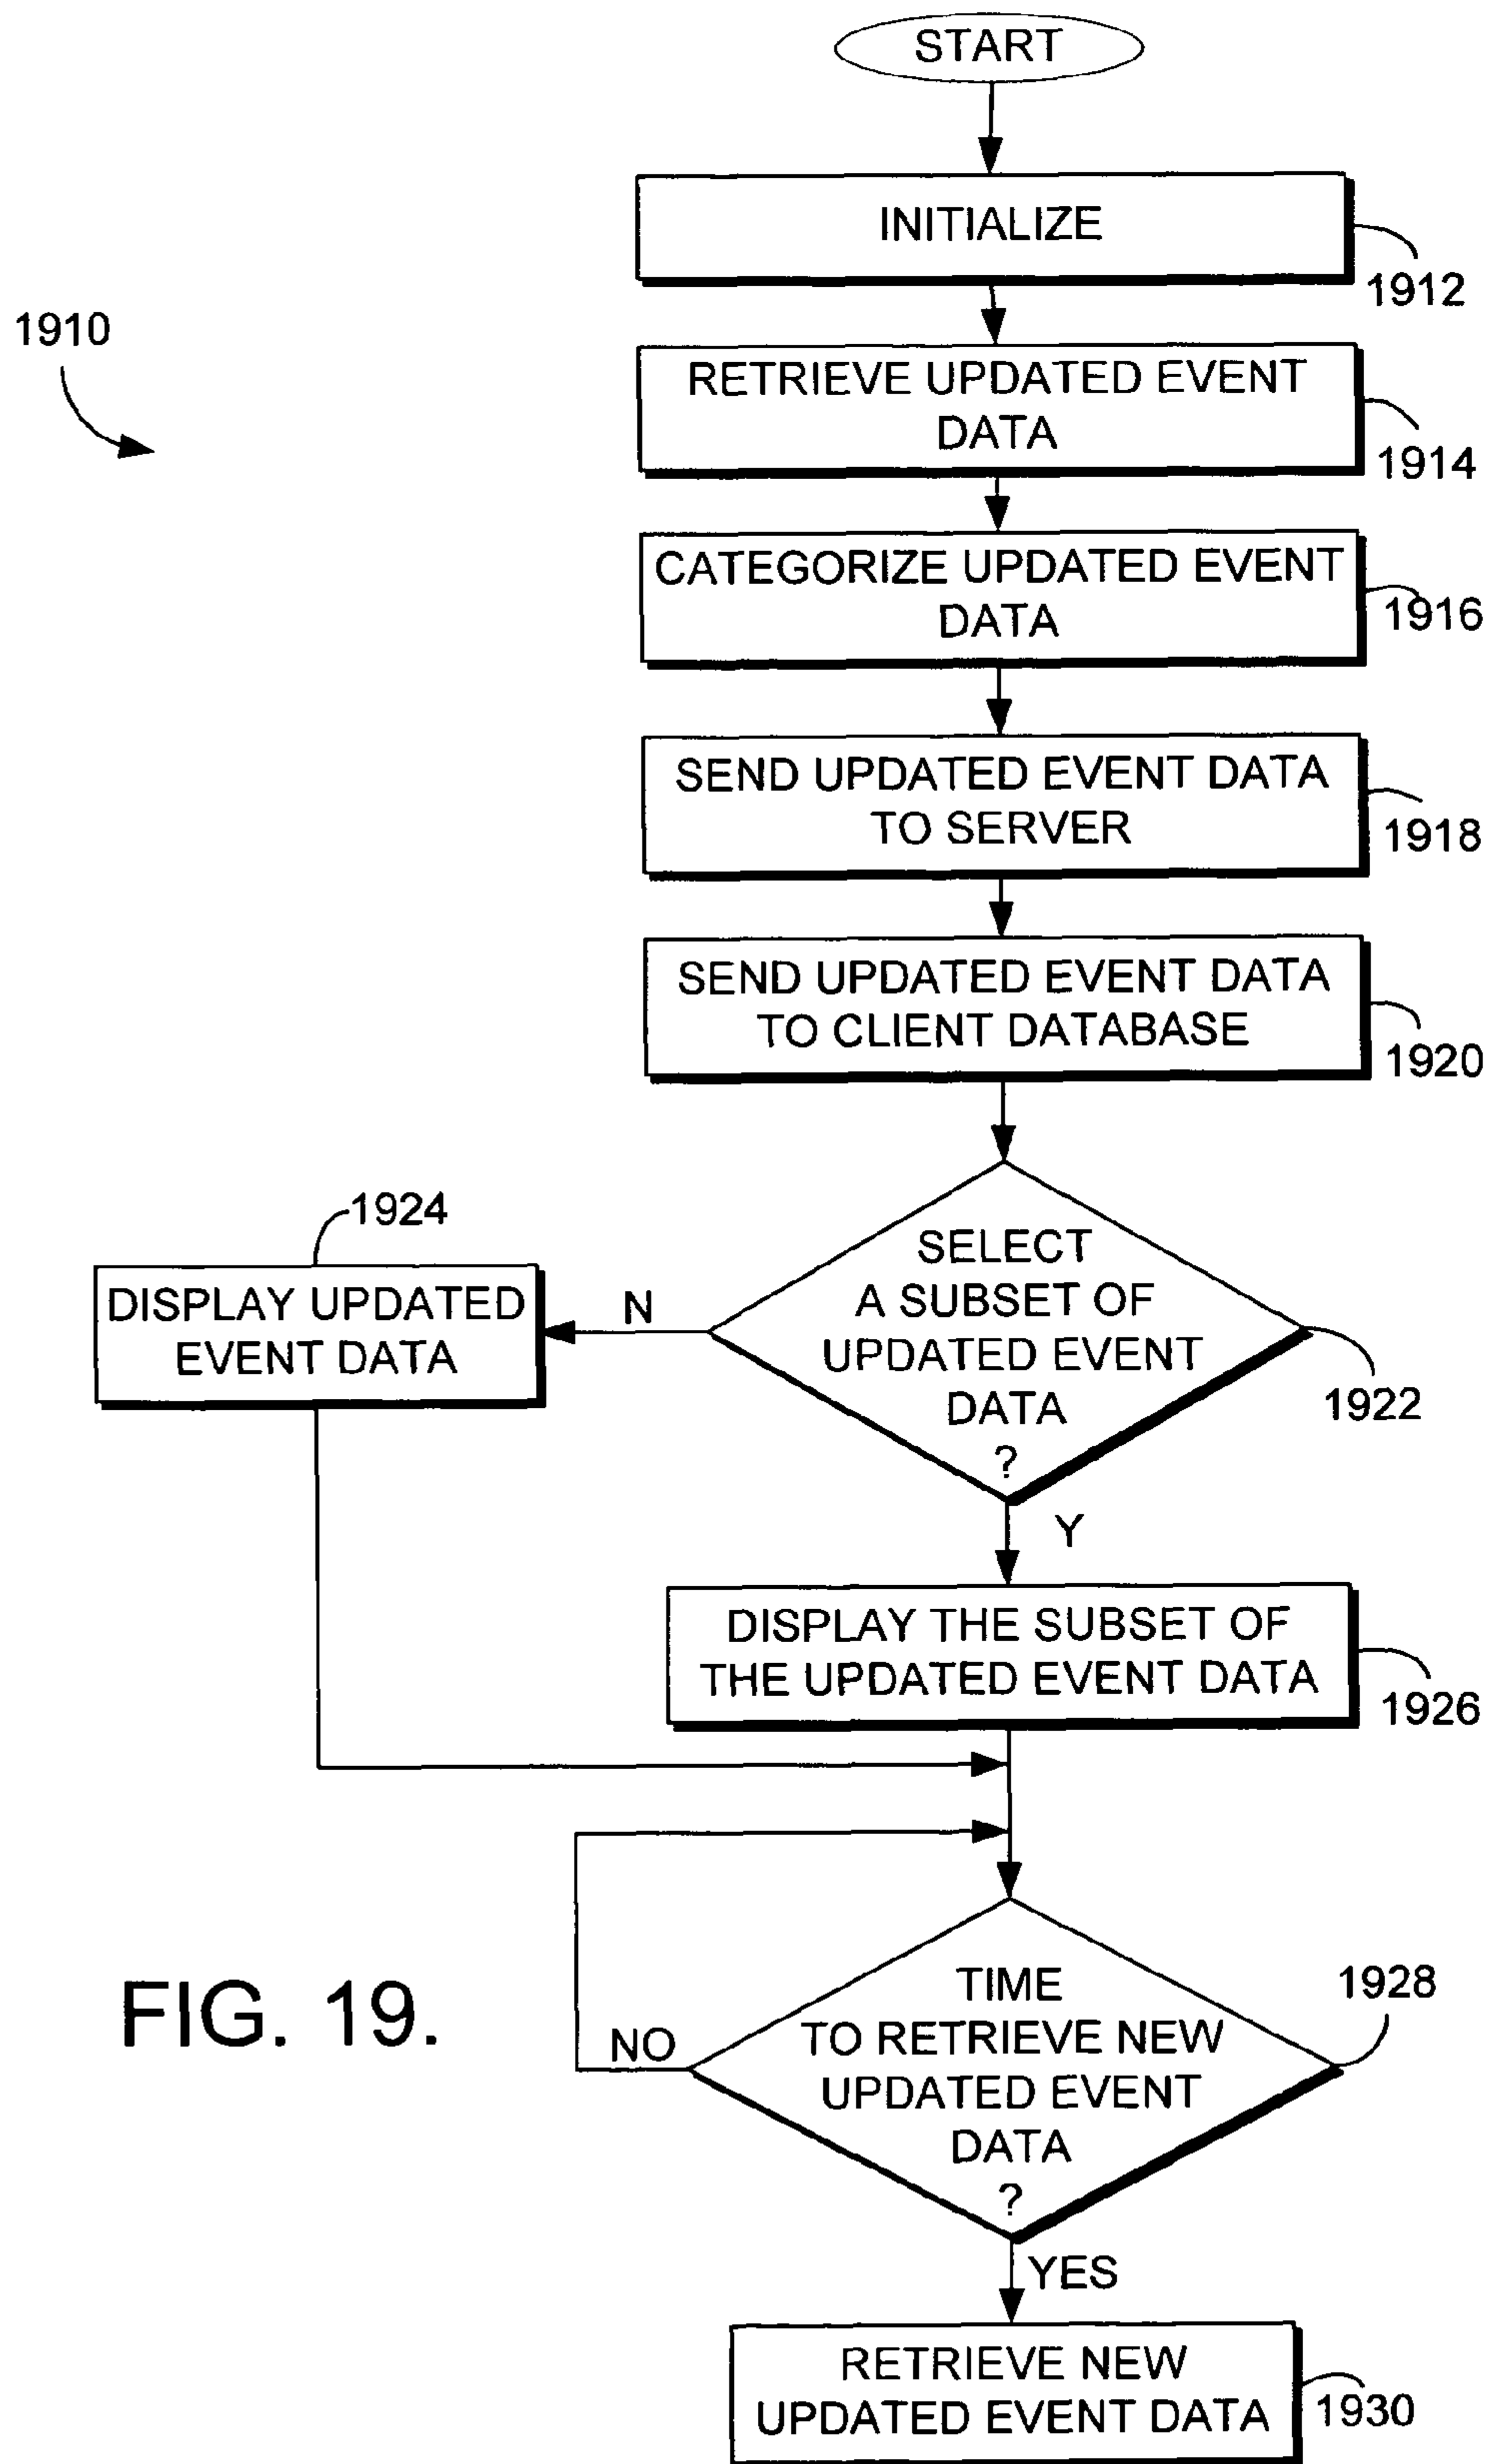 START
INITIALIZE
1912
1910
RETRIEVE UPDATED EVENT
DATA
1914
CATEGORIZE UPDATED EVENT
DATA
1916
SEND UPDATED EVENT DATA
TO SERVER
1918
SEND UPDATED EVENT DATA
TO CLIENT DATABASE
1920
SELECT
A SUBSET OF
UPDATED EVENT
DATA
?
1922
N
1924
DISPLAY UPDATED
EVENT DATA
Y
DISPLAY THE SUBSET OF
THE UPDATED EVENT DATA
1926
TIME
TO RETRIEVE NEW
UPDATED EVENT
DATA
?
1928
NO
FIG. 19.
YES
RETRIEVE NEW
UPDATED EVENT DATA
1930